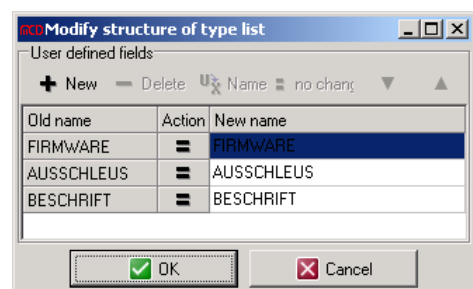 MCD Modify structure of type list
User defined fields
New Delete Name no chang
Old name Action New name
FIRMWARE = FIRMWARE
AUSSCHLEUS = AUSSCHLEUS
BESCHRIFT = BESCHRIFT
OK Cancel